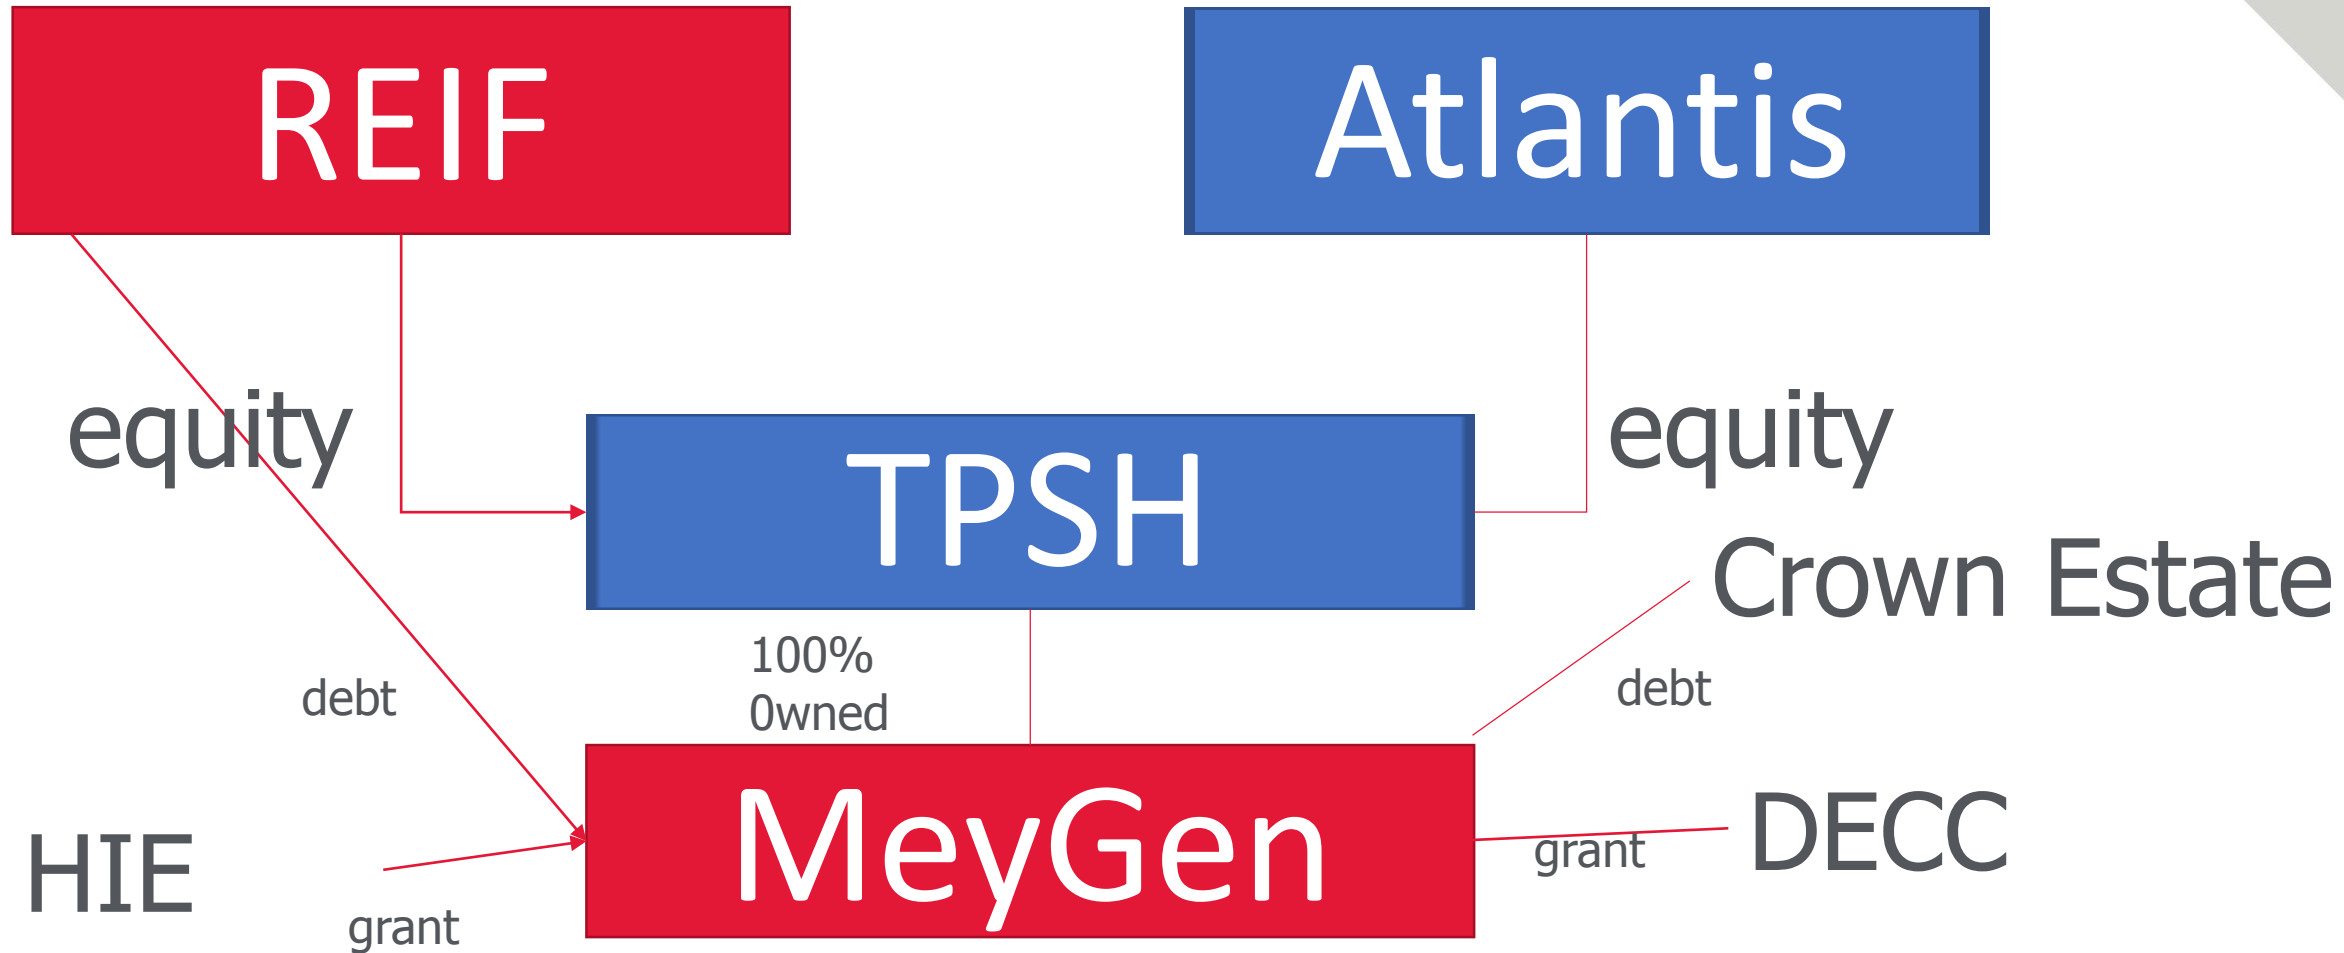 REIF
Atlantis
equity
equity
TPSH
Crown Estate
100%
0wned
debt
debt
HIE
MeyGen
grant
DECC
grant